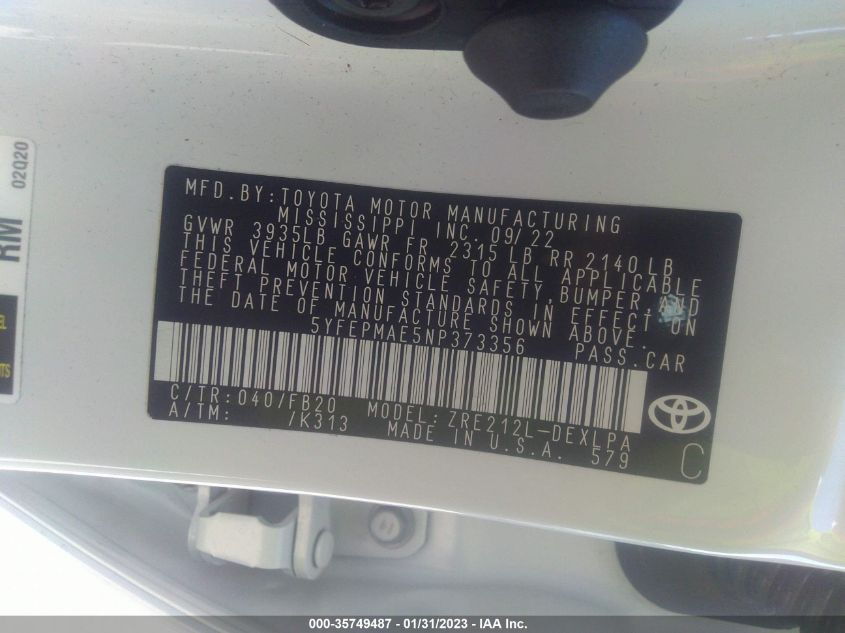 02Q20
RM
MFD.BY:TOYOTA MOTOR MANUFACTURING
MISSISSIPPI INC. 09/22
GVWR 3935LB GAWR FR 2315 LB RR 2140 LB
THIS VEHICLE CONFORMS TO ALL APPLICABLE
FEDERAL MOTOR VEHICLE SAFETY, BUMPER, AND
THEFT PREVENTION STANDARDS IN EFFECT ON
THE DATE OF MANUFACTURE SHOWN ABOVE.
5YFEPMAE5NP373356 PASS.CAR
C/TR:040/FB20 MODEL:ZRE212L-DEXLPA
A/TM: /K313 MADE IN U.S.A. 579
C
000-35749487 - 01/31/2023 - IAA Inc.